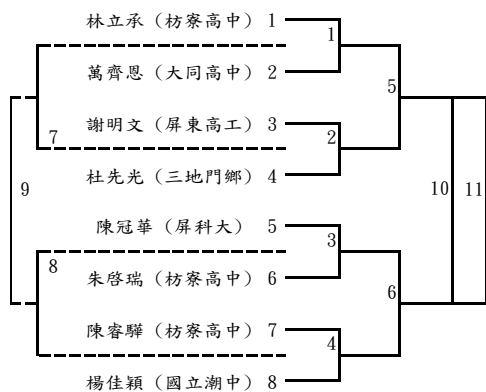 林立承（枋寮高中） 1
1
萬齊恩（大同高中） 2
5
謝明文（屏東高工） 3
7
2
杜先光（三地門鄉） 4
9
10
11
陳冠華（屏科大） 5
3
8
朱啓瑞（枋寮高中） 6
6
陳睿驊（枋寮高中） 7
4
楊佳穎（國立潮中） 8